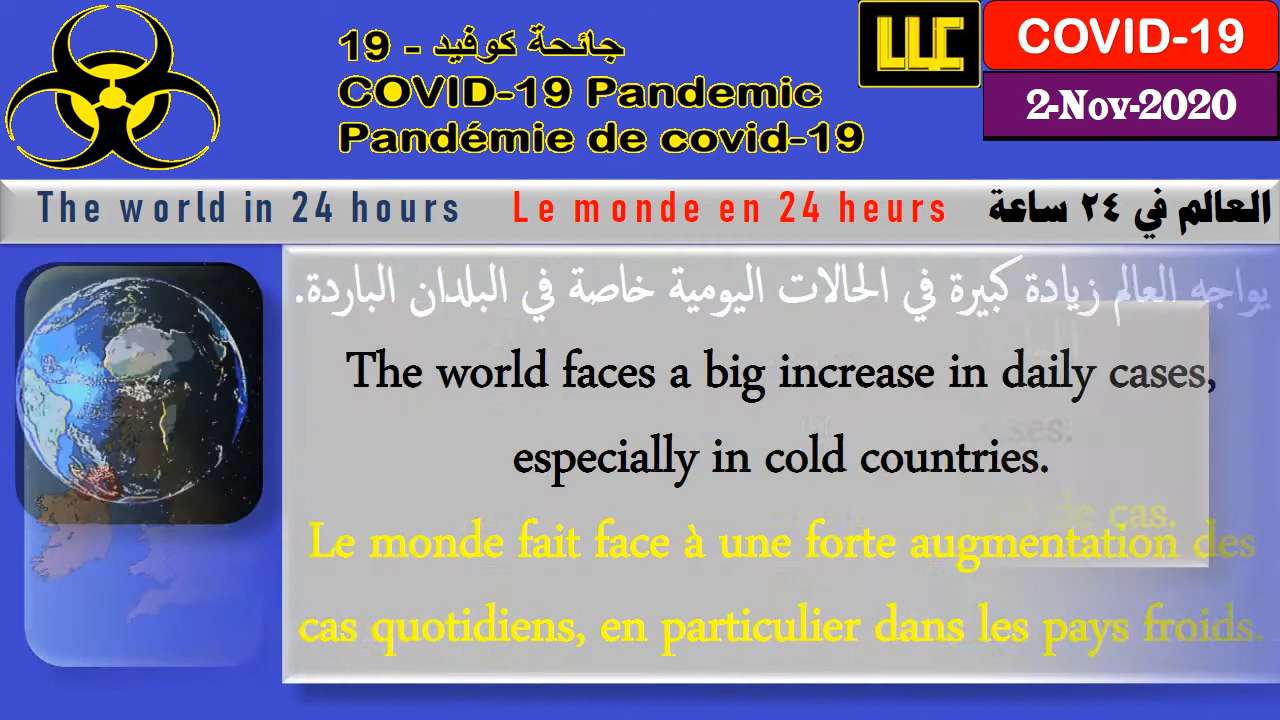 جائحة كوفيد - 19
COVID-19 Pandemic
Pandémie de covid-19
LLC
COVID-19
2-Nov-2020
The world in 24 hours
Le monde en 24 heurs
العالم في ٢٤ ساعة
يواجه العالم زيادة كبيرة في الحالات اليومية خاصة في البلدان الباردة.
The world faces a big increase in daily cases,
especially in cold countries.
Le monde fait face à une forte augmentation des
cas quotidiens, en particulier dans les pays froids.
de cas.